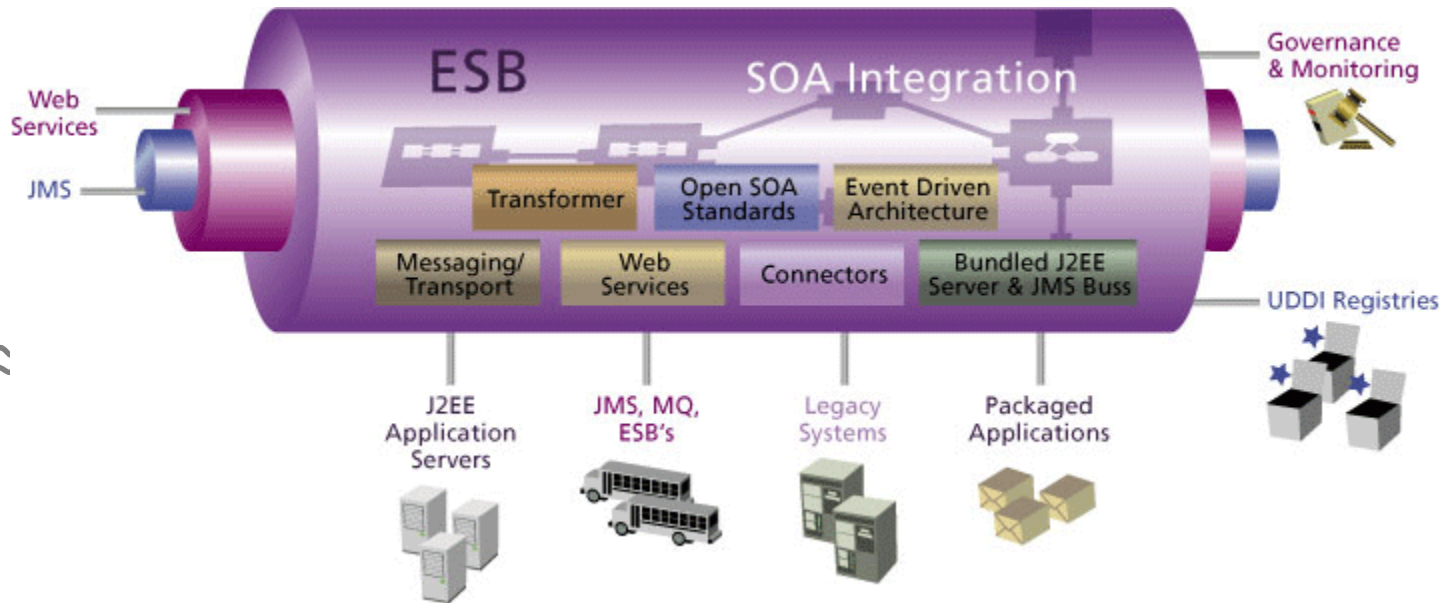 ESB
SOA Integration
Governance
& Monitoring
Web
Services
JMS
Transformer
Open SOA
Standards
Event Driven
Architecture
Messaging/
Transport
Web
Services
Connectors
Bundled J2EE
Server & JMS Buss
UDDI Registries
J2EE
Application
Servers
JMS, MQ,
ESB's
Legacy
Systems
Packaged
Applications